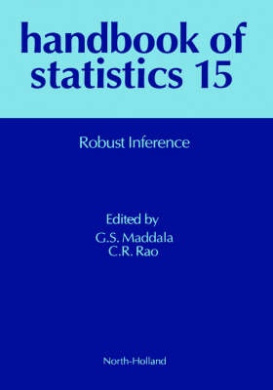 handbook of
statistics 15
Robust Inference
Edited by
G.S. Maddala
C.R. Rao
North-Holland